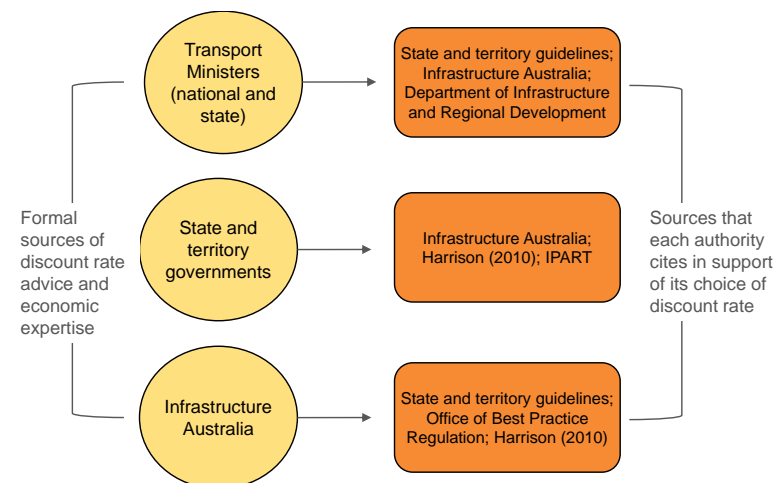 Transport
Ministers
(national and
state)
State and territory guidelines;
Infrastructure Australia;
Department of Infrastructure
and Regional Development
Formal
sources of
discount rate
advice and
economic
expertise
State and
territory
governments
Infrastructure Australia;
Harrison (2010); IPART
Sources that
each authority
cites in support
of its choice of
discount rate
Infrastructure
Australia
State and territory guidelines;
Office of Best Practice
Regulation; Harrison (2010)